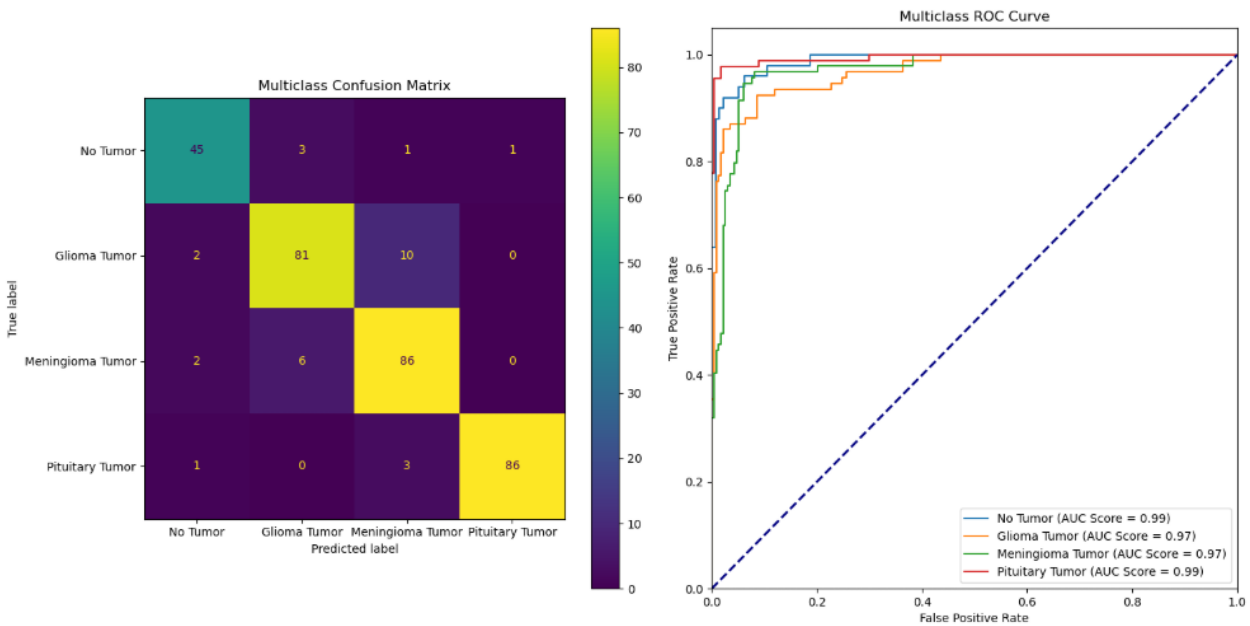 Multiclass Confusion Matrix
True label
No Tumor
45 3 1 1
Glioma Tumor
2 81 10 0
Meningioma Tumor
2 6 86 0
Pituitary Tumor
1 0 3 86
No Tumor Glioma Tumor Meningioma Tumor Pituitary Tumor
Predicted label
80
70
60
50
40
30
20
10
0
Multiclass ROC Curve
True Positive Rate
1.0
0.8
0.6
0.4
0.2
0.0
No Tumor (AUC Score = 0.99)
Glioma Tumor (AUC Score = 0.97)
Meningioma Tumor (AUC Score = 0.97)
Pituitary Tumor (AUC Score = 0.99)
0.0 0.2 0.4 0.6 0.8 1.0
False Positive Rate